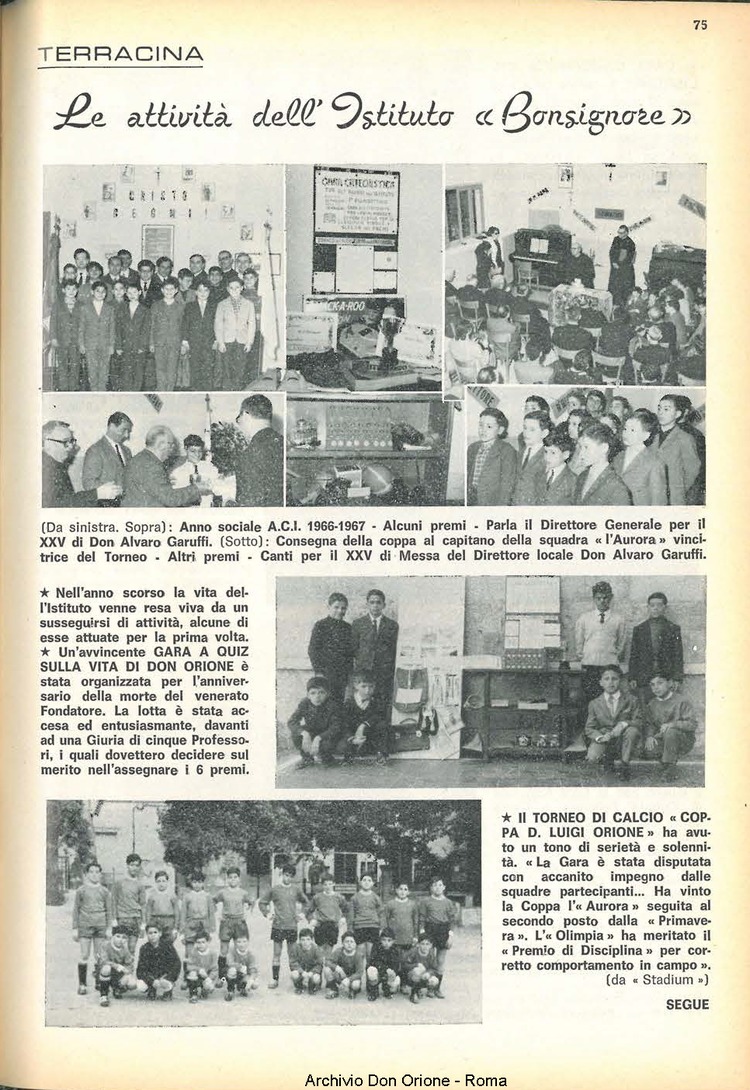 75
TERRACINA
Le attività dell' Istituto « Bonsignore »
CRISTO
REGNI!
GARA CATECHISTICA
CK-A-ROO
(Da sinistra. Sopra): Anno sociale A.C.I. 1966-1967 - Alcuni premi - Parla il Direttore Generale per il
XXV di Don Alvaro Garuffi. (Sotto): Consegna della coppa al capitano della squadra « l'Aurora » vinci-
trice del Torneo - Altri premi - Canti per il XXV di Messa del Direttore locale Don Alvaro Garuffi.
★ Nell'anno scorso la vita del-
l'Istituto venne resa viva da un
susseguirsi di attività, alcune di
esse attuate per la prima volta.
★ Un'avvincente GARA A QUIZ
SULLA VITA DI DON ORIONE è
stata organizzata per l'anniver-
sario della morte del venerato
Fondatore. La lotta è stata ac-
cesa ed entusiasmante, davanti
ad una Giuria di cinque Professo-
ri, i quali dovettero decidere sul
merito nell'assegnare i 6 premi.
★ Il TORNEO DI CALCIO « COP-
PA D. LUIGI ORIONE » ha avu-
to un tono di serietà e solenni-
tà. « La Gara è stata disputata
con accanito impegno dalle
squadre partecipanti... Ha vinto
la Coppa l'« Aurora » seguita al
secondo posto dalla « Primave-
ra ». L'« Olimpia » ha meritato il
« Premio di Disciplina » per cor-
retto comportamento in campo ».
(da « Stadium »)
SEGUE
Archivio Don Orione - Roma